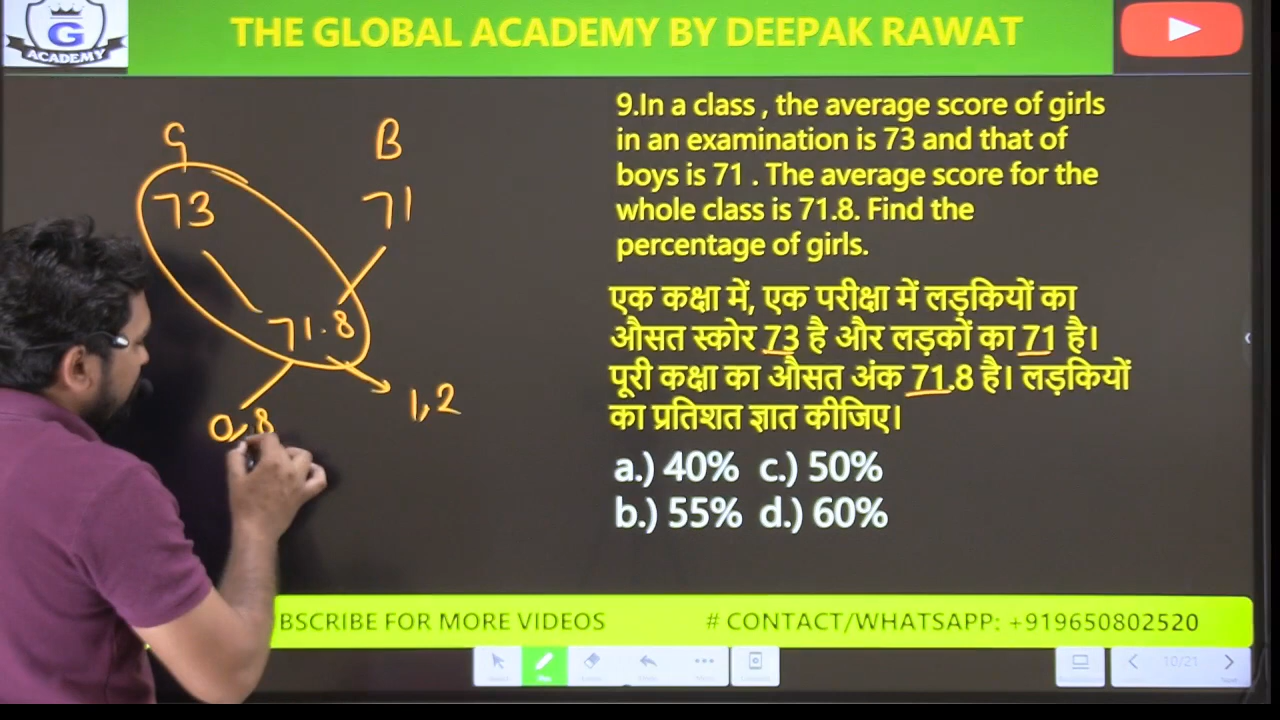 G
ACADEMY
THE GLOBAL ACADEMY BY DEEPAK RAWAT
G B
73 71
71.8
0.8 1.2
9.In a class , the average score of girls
in an examination is 73 and that of
boys is 71 . The average score for the
whole class is 71.8. Find the
percentage of girls.
एक कक्षा में, एक परीक्षा में लड़कियों का
औसत स्कोर 73 है और लड़कों का 71 है।
पूरी कक्षा का औसत अंक 71.8 है। लड़कियों
का प्रतिशत ज्ञात कीजिए।
a.) 40% c.) 50%
b.) 55% d.) 60%
BSCRIBE FOR MORE VIDEOS # CONTACT/WHATSAPP: +919650802520
10/21